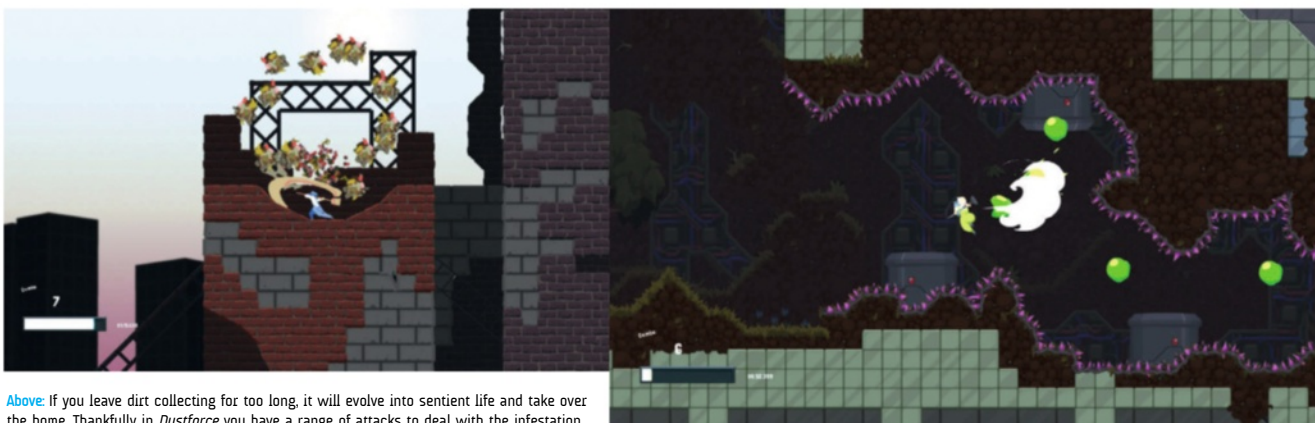 7
6
Above: If you leave dirt collecting for too long, it will evolve into sentient life and take over
the home. Thankfully in Dustforce you have a range of attacks to deal with the infestation.